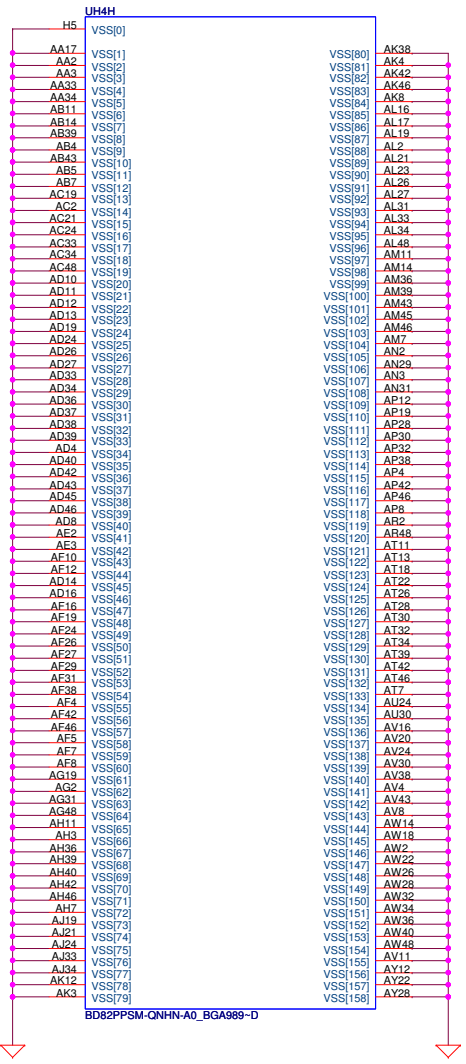 UH4H
H5 VSS[0]
AA17 VSS[1] VSS[80] AK38
AA2 VSS[2] VSS[81] AK4
AA3 VSS[3] VSS[82] AK42
AA33 VSS[4] VSS[83] AK46
AA34 VSS[5] VSS[84] AK8
AB11 VSS[6] VSS[85] AL16
AB14 VSS[7] VSS[86] AL17
AB39 VSS[8] VSS[87] AL19
AB4 VSS[9] VSS[88] AL2
AB43 VSS[10] VSS[89] AL21
AB5 VSS[11] VSS[90] AL23
AB7 VSS[12] VSS[91] AL26
AC19 VSS[13] VSS[92] AL27
AC2 VSS[14] VSS[93] AL31
AC21 VSS[15] VSS[94] AL33
AC24 VSS[16] VSS[95] AL34
AC33 VSS[17] VSS[96] AL48
AC34 VSS[18] VSS[97] AM11
AC48 VSS[19] VSS[98] AM14
AD10 VSS[20] VSS[99] AM36
AD11 VSS[21] VSS[100] AM39
AD12 VSS[22] VSS[101] AM43
AD13 VSS[23] VSS[102] AM45
AD19 VSS[24] VSS[103] AM46
AD24 VSS[25] VSS[104] AM7
AD26 VSS[26] VSS[105] AN2
AD27 VSS[27] VSS[106] AN29
AD33 VSS[28] VSS[107] AN3
AD34 VSS[29] VSS[108] AN31
AD36 VSS[30] VSS[109] AP12
AD37 VSS[31] VSS[110] AP19
AD38 VSS[32] VSS[111] AP28
AD39 VSS[33] VSS[112] AP30
AD4 VSS[34] VSS[113] AP32
AD40 VSS[35] VSS[114] AP38
AD42 VSS[36] VSS[115] AP4
AD43 VSS[37] VSS[116] AP42
AD45 VSS[38] VSS[117] AP46
AD46 VSS[39] VSS[118] AP8
AD8 VSS[40] VSS[119] AR2
AE2 VSS[41] VSS[120] AR48
AE3 VSS[42] VSS[121] AT11
AF10 VSS[43] VSS[122] AT13
AF12 VSS[44] VSS[123] AT18
AD14 VSS[45] VSS[124] AT22
AD16 VSS[46] VSS[125] AT26
AF16 VSS[47] VSS[126] AT28
AF19 VSS[48] VSS[127] AT30
AF24 VSS[49] VSS[128] AT32
AF26 VSS[50] VSS[129] AT34
AF27 VSS[51] VSS[130] AT39
AF29 VSS[52] VSS[131] AT42
AF31 VSS[53] VSS[132] AT46
AF38 VSS[54] VSS[133] AT7
AF4 VSS[55] VSS[134] AU24
AF42 VSS[56] VSS[135] AU30
AF46 VSS[57] VSS[136] AV16
AF5 VSS[58] VSS[137] AV20
AF7 VSS[59] VSS[138] AV24
AF8 VSS[60] VSS[139] AV30
AG19 VSS[61] VSS[140] AV38
AG2 VSS[62] VSS[141] AV4
AG31 VSS[63] VSS[142] AV43
AG48 VSS[64] VSS[143] AV8
AH11 VSS[65] VSS[144] AW14
AH3 VSS[66] VSS[145] AW18
AH36 VSS[67] VSS[146] AW2
AH39 VSS[68] VSS[147] AW22
AH40 VSS[69] VSS[148] AW26
AH42 VSS[70] VSS[149] AW28
AH46 VSS[71] VSS[150] AW32
AH7 VSS[72] VSS[151] AW34
AJ19 VSS[73] VSS[152] AW36
AJ21 VSS[74] VSS[153] AW40
AJ24 VSS[75] VSS[154] AW48
AJ33 VSS[76] VSS[155] AV11
AJ34 VSS[77] VSS[156] AY12
AK12 VSS[78] VSS[157] AY22
AK3 VSS[79] VSS[158] AY28
BD82PPSM-QNHN-A0_BGA989~D